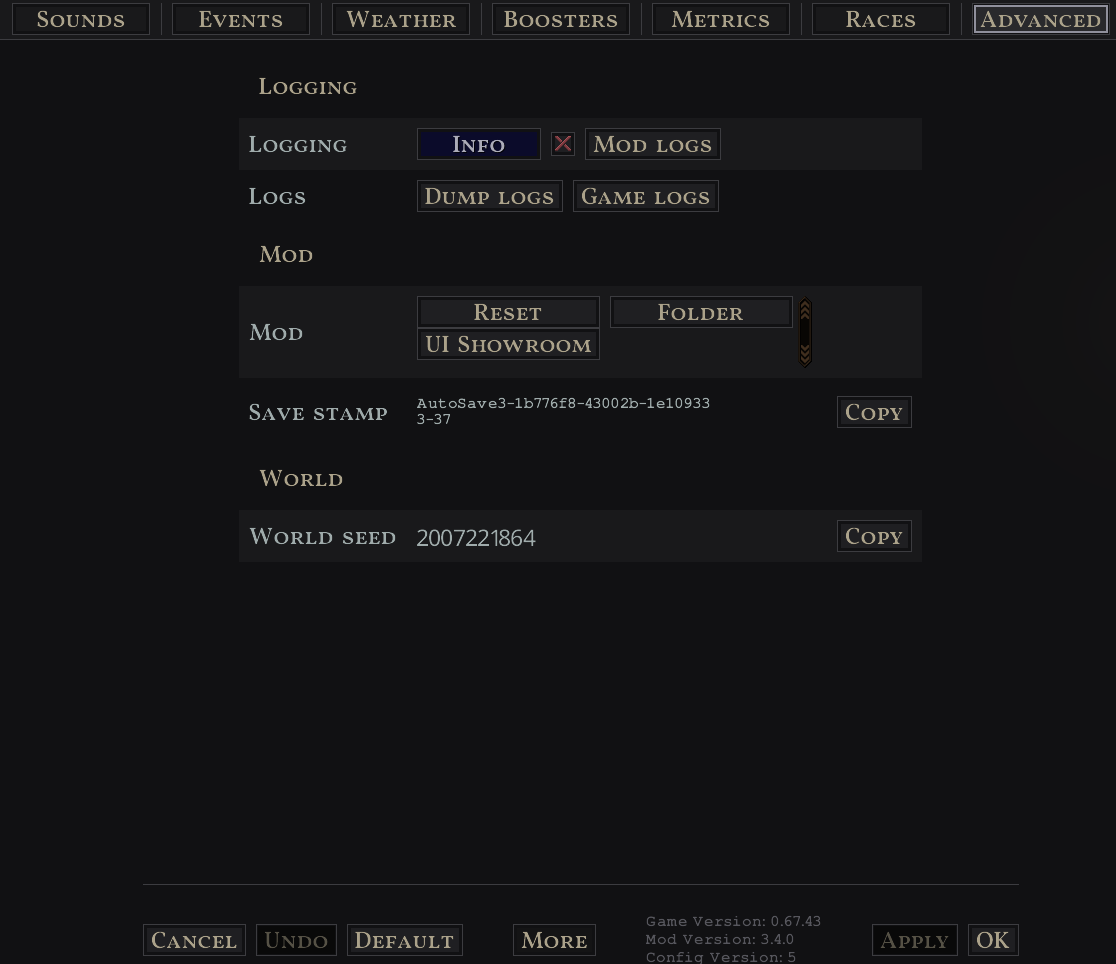 Sounds Events Weather Boosters Metrics Races Advanced
Logging
Logging Info Mod logs
Logs Dump logs Game logs
Mod
Reset Folder
Mod
UI Showroom
Save stamp AutoSave3-1b776f8-43002b-1e10933 Copy
3-37
World
World seed 2007221864 Copy
Game Version: 0.67.43
Cancel Undo Default More Mod Version: 3.4.0 Apply OK
Config Version: 5